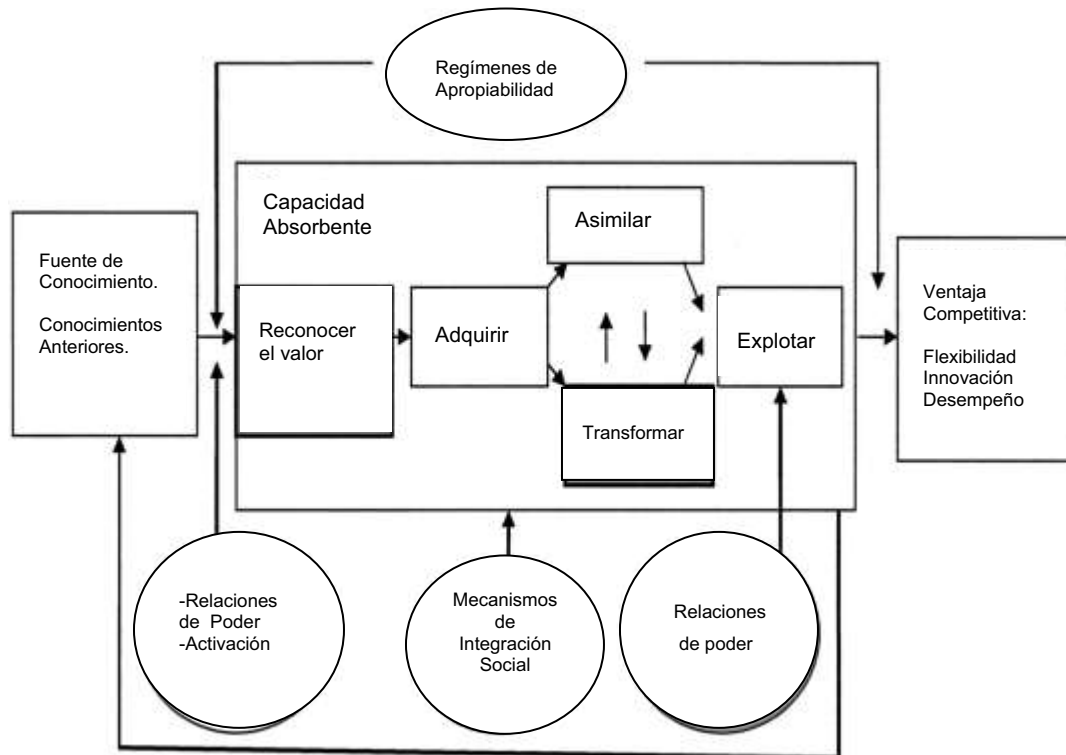 Regímenes de
Apropiabilidad
Capacidad
Absorbente
Asimilar
Fuente de
Conocimiento.
Conocimientos
Anteriores.
Reconocer
el valor
Adquirir
Explotar
Transformar
Ventaja
Competitiva:
Flexibilidad
Innovación
Desempeño
-Relaciones
de Poder
-Activación
Mecanismos
de
Integración
Social
Relaciones
de poder